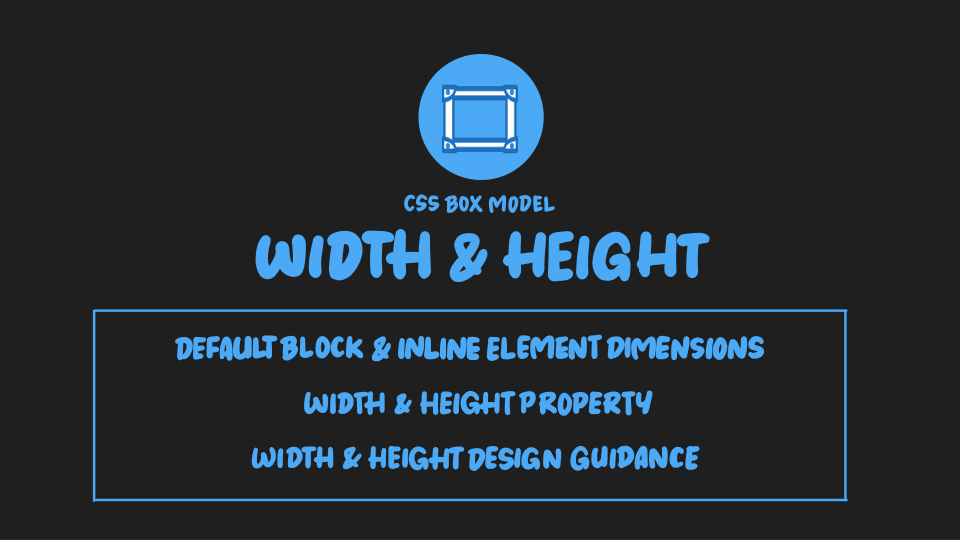 CSS BOX MODEL
WIDTH & HEIGHT
DEFAULT BLOCK & INLINE ELEMENT DIMENSIONS
WIDTH & HEIGHT PROPERTY
WIDTH & HEIGHT DESIGN GUIDANCE